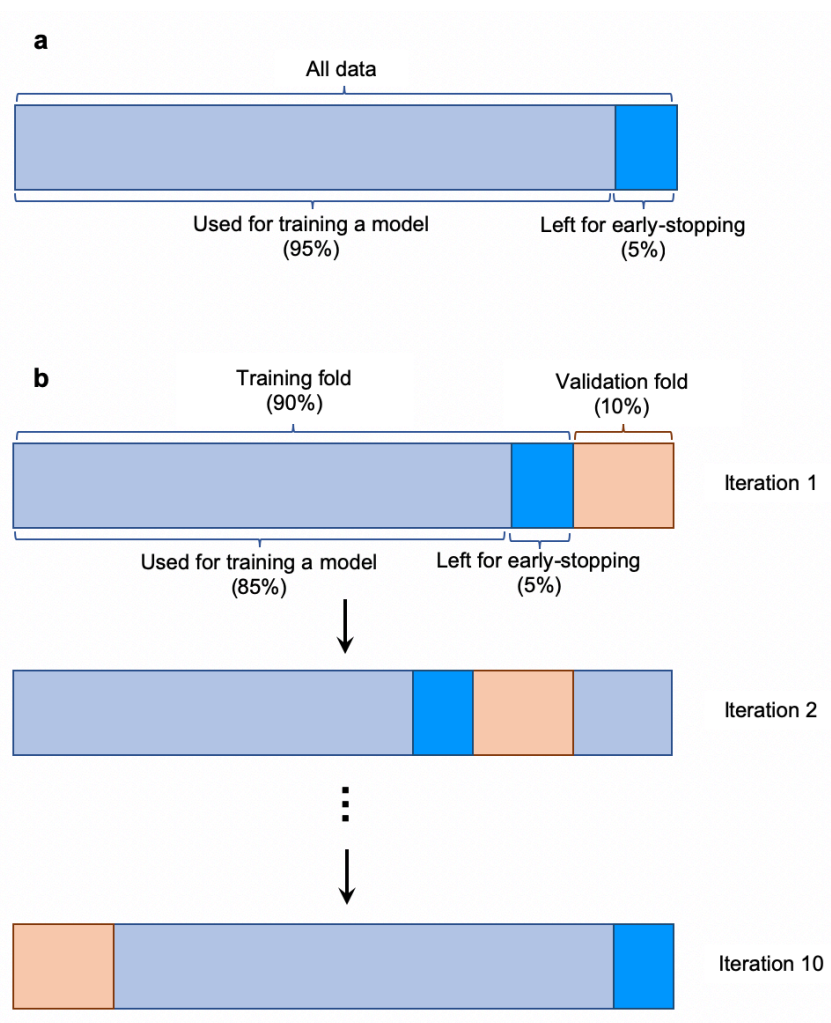 a
All data
Used for training a model
(95%)
Left for early-stopping
(5%)
b
Training fold
(90%)
Validation fold
(10%)
Iteration 1
Used for training a model
(85%)
Left for early-stopping
(5%)
Iteration 2
Iteration 10